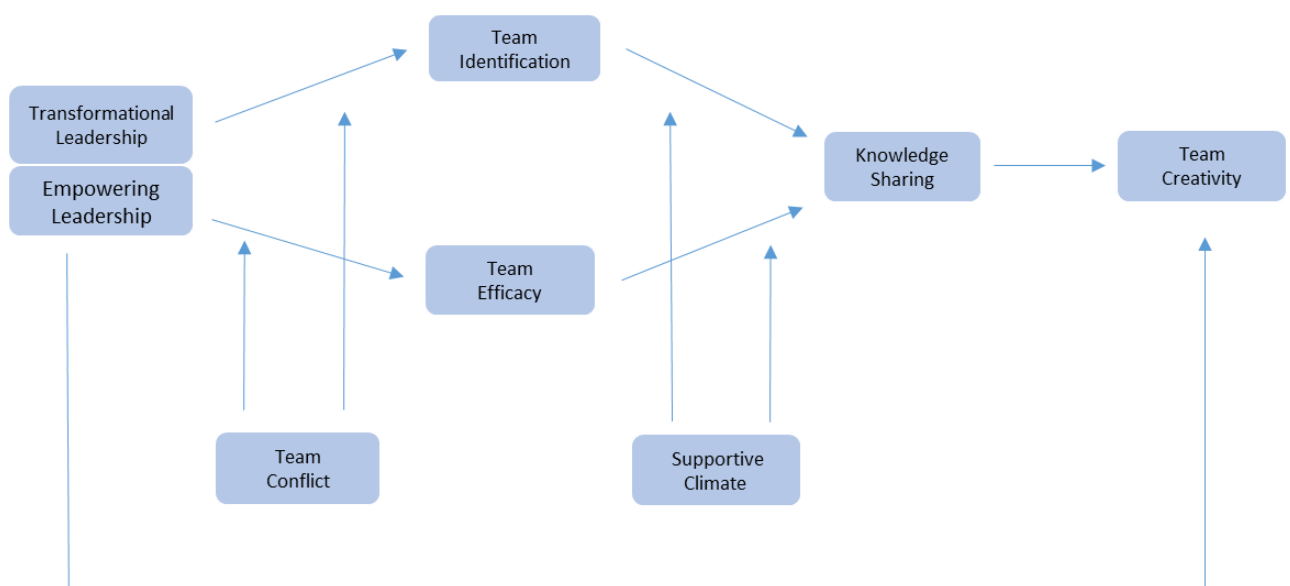 Team
Identification
Transformational
Leadership
Empowering
Leadership
Knowledge
Sharing
Team
Creativity
Team
Efficacy
Team
Conflict
Supportive
Climate